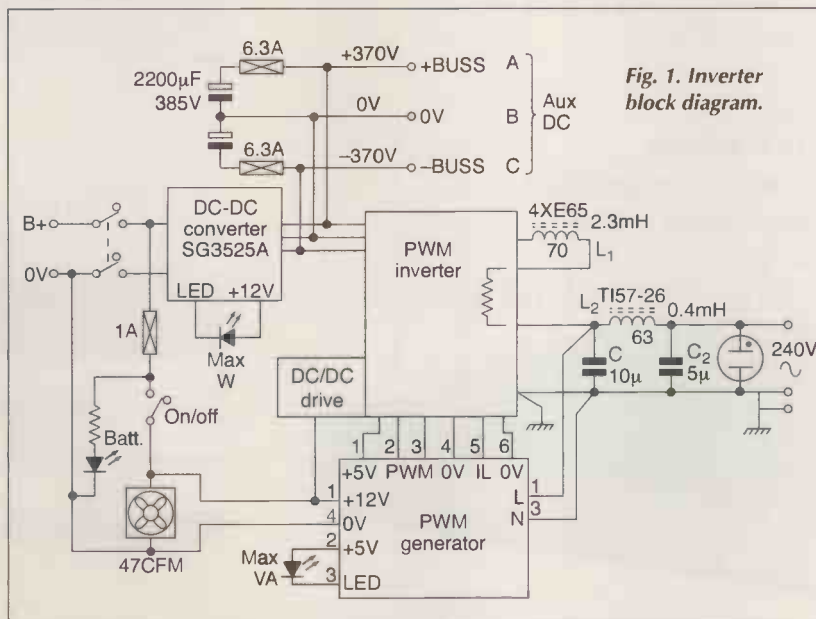 Fig. 1. Inverter
block diagram.
6.3A
+370V
+BUSS
A
2200μF
385V
0V
0V
B
Aux
DC
6.3A
−370V
−BUSS
C
B+
0V
DC-DC
converter
SG3525A
LED +12V
Max
W
PWM
inverter
4XE65
2.3mH
70
L1
L2
TI57-26
0.4mH
63
C
10μ
C2
5μ
240V
1A
On/off
Batt.
47CFM
DC/DC
drive
1 2 3 4 5 6
+5V PWM 0V IL 0V
1
+12V
4
0V
2
+5V
3
LED
L
1
N
3
PWM
generator
Max
VA